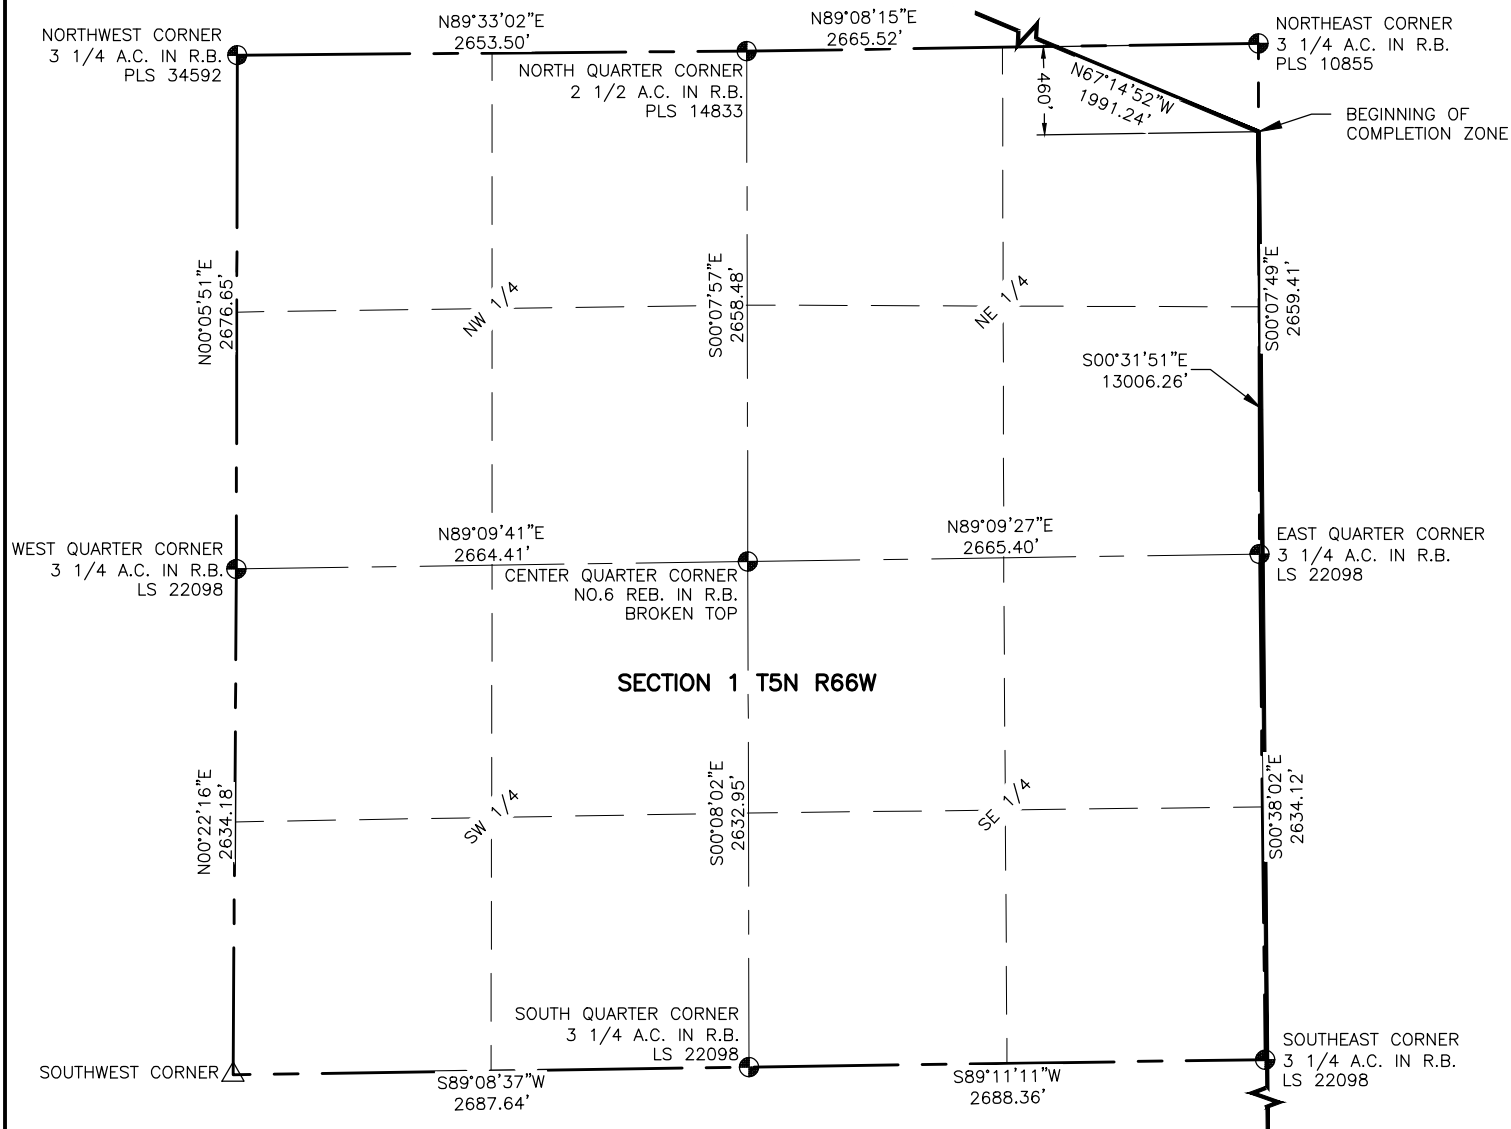 N89°33'02"E
2653.50'
N89°08'15"E
2665.52'
NORTHWEST CORNER
3 1/4 A.C. IN R.B.
PLS 34592
NORTH QUARTER CORNER
2 1/2 A.C. IN R.B.
PLS 14833
NORTHEAST CORNER
3 1/4 A.C. IN R.B.
PLS 10855
460'
N67°14'52"W
1991.24'
BEGINNING OF
COMPLETION ZONE
N00°05'51"E
2676.65'
NW 1/4
S00°07'57"E
2658.48'
NE 1/4
S00°07'49"E
2659.41'
S00°31'51"E
13006.26'
WEST QUARTER CORNER
3 1/4 A.C. IN R.B.
LS 22098
N89°09'41"E
2664.41'
CENTER QUARTER CORNER
NO.6 REB. IN R.B.
BROKEN TOP
N89°09'27"E
2665.40'
EAST QUARTER CORNER
3 1/4 A.C. IN R.B.
LS 22098
SECTION 1 T5N R66W
N00°22'16"E
2634.18'
SW 1/4
S00°08'02"E
2632.95'
SE 1/4
S00°38'02"E
2634.12'
SOUTHWEST CORNER
S89°08'37"W
2687.64'
SOUTH QUARTER CORNER
3 1/4 A.C. IN R.B.
LS 22098
S89°11'11"W
2688.36'
SOUTHEAST CORNER
3 1/4 A.C. IN R.B.
LS 22098